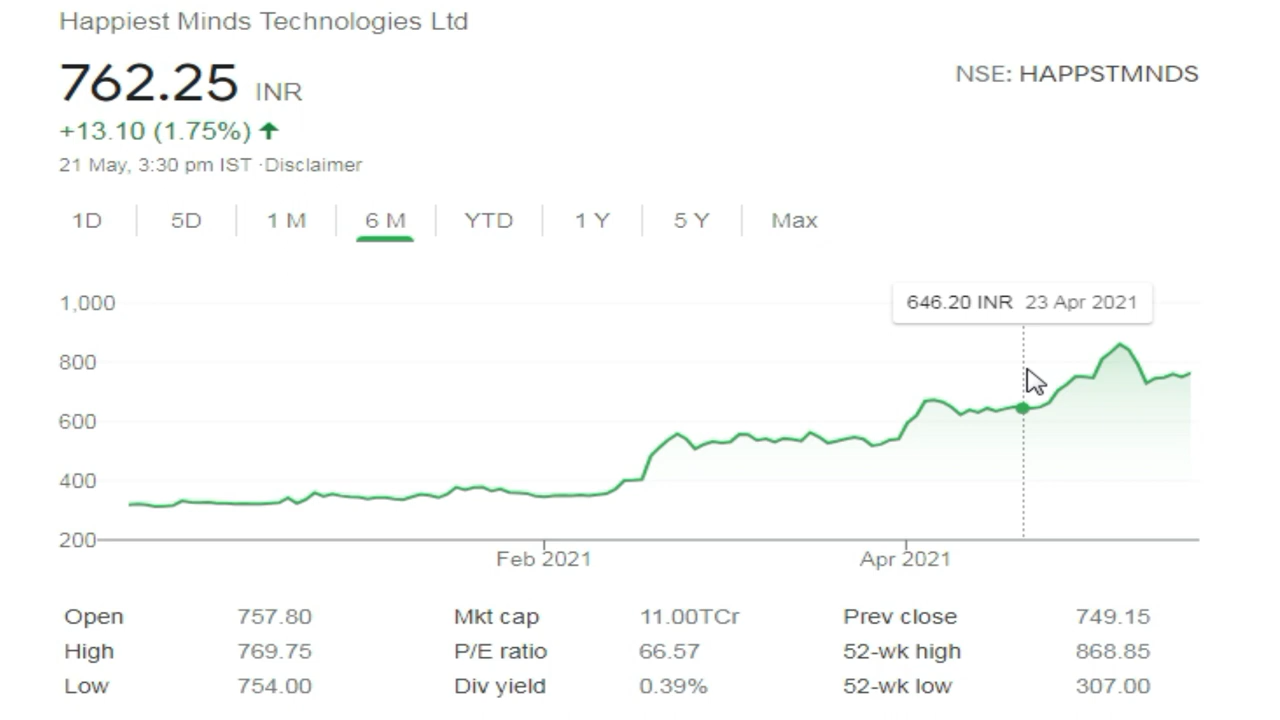 Happiest Minds Technologies Ltd
762.25 INR
NSE: HAPPSTMNDS
+13.10 (1.75%)
21 May, 3:30 pm IST ·Disclaimer
1D 5D 1 M 6 M YTD 1 Y 5 Y Max
646.20 INR 23 Apr 2021
1,000
800
600
400
200
Feb 2021 Apr 2021
Open 757.80 Mkt cap 11.00TCr Prev close 749.15
High 769.75 P/E ratio 66.57 52-wk high 868.85
Low 754.00 Div yield 0.39% 52-wk low 307.00